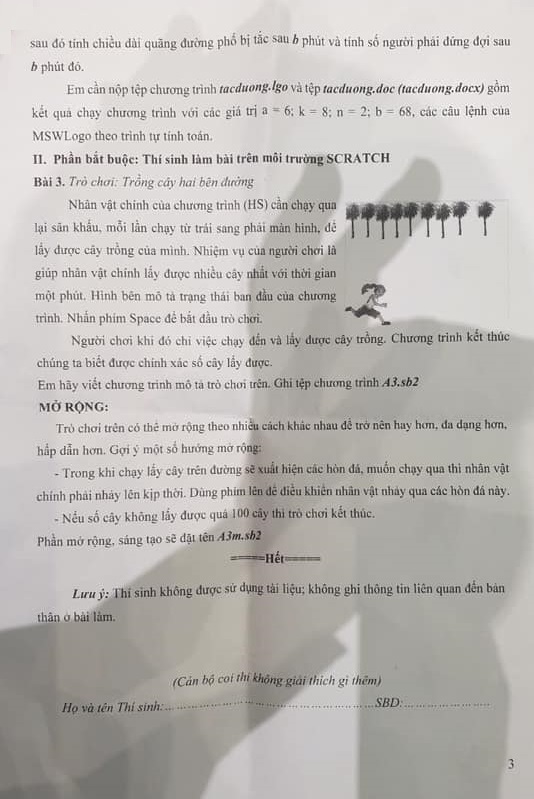 sau đó tính chiều dài quãng đường phố bị tắc sau b phút và tính số người phải đứng đợi sau
b phút đó.
Em cần nộp tệp chương trình tacduong.lgo và tệp tacduong.doc (tacduong.docx) gồm
kết quả chạy chương trình với các giá trị a = 6; k = 8; n = 2; b = 68, các câu lệnh của
MSWLogo theo trình tự tính toán.
II. Phần bắt buộc: Thí sinh làm bài trên môi trường SCRATCH
Bài 3. Trò chơi: Trồng cây hai bên đường
Nhân vật chính của chương trình (HS) cần chạy qua
lại sân khấu, mỗi lần chạy từ trái sang phải màn hình, để
lấy được cây trồng của mình. Nhiệm vụ của người chơi là
giúp nhân vật chính lấy được nhiều cây nhất với thời gian
một phút. Hình bên mô tả trạng thái ban đầu của chương
trình. Nhấn phím Space để bắt đầu trò chơi.
Người chơi khi đó chỉ việc chạy đến và lấy được cây trồng. Chương trình kết thúc
chúng ta biết được chính xác số cây lấy được.
Em hãy viết chương trình mô tả trò chơi trên. Ghi tệp chương trình A3.sb2
MỞ RỘNG:
Trò chơi trên có thể mở rộng theo nhiều cách khác nhau để trở nên hay hơn, đa dạng hơn,
hấp dẫn hơn. Gợi ý một số hướng mở rộng:
- Trong khi chạy lấy cây trên đường sẽ xuất hiện các hòn đá, muốn chạy qua thì nhân vật
chính phải nhảy lên kịp thời. Dùng phím lên để điều khiển nhân vật nhảy qua các hòn đá này.
- Nếu số cây không lấy được quá 100 cây thì trò chơi kết thúc.
Phần mở rộng, sáng tạo sẽ đặt tên A3m.sb2
=====Hết=====
Lưu ý: Thí sinh không được sử dụng tài liệu; không ghi thông tin liên quan đến bản
thân ở bài làm.
(Cán bộ coi thi không giải thích gì thêm)
Họ và tên Thí sinh:...............................................................SBD:........................
3